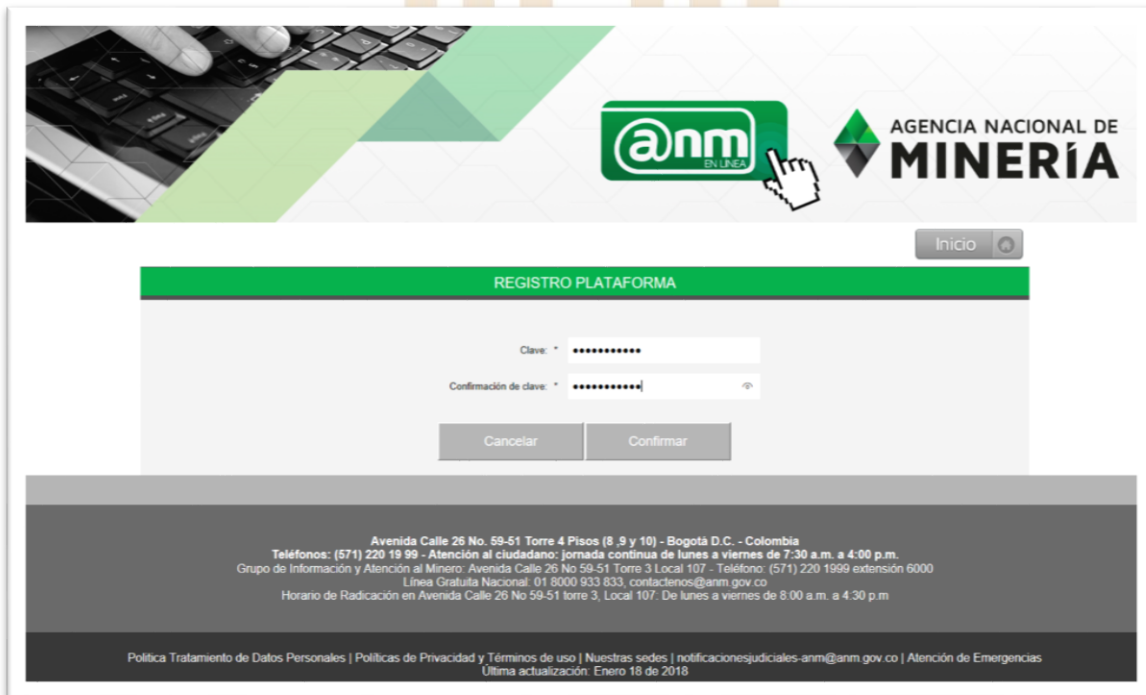 @nm
EN LINEA
AGENCIA NACIONAL DE
MINERÍA
Inicio
REGISTRO PLATAFORMA
Clave: * •••••••••••
Confirmación de clave: * •••••••••••
Cancelar Confirmar
Avenida Calle 26 No. 59-51 Torre 4 Pisos (8 ,9 y 10) - Bogotá D.C. - Colombia
Teléfonos: (571) 220 19 99 - Atención al ciudadano: jornada continua de lunes a viernes de 7:30 a.m. a 4:00 p.m.
Grupo de Información y Atención al Minero: Avenida Calle 26 No 59-51 Torre 3 Local 107 - Teléfono: (571) 220 1999 extensión 6000
Línea Gratuita Nacional: 01 8000 933 833, contactenos@anm.gov.co
Horario de Radicación en Avenida Calle 26 No 59-51 torre 3, Local 107: De lunes a viernes de 8:00 a.m. a 4:30 p.m
Politica Tratamiento de Datos Personales | Políticas de Privacidad y Términos de uso | Nuestras sedes | notificacionesjudiciales-anm@anm.gov.co | Atención de Emergencias
Última actualización: Enero 18 de 2018